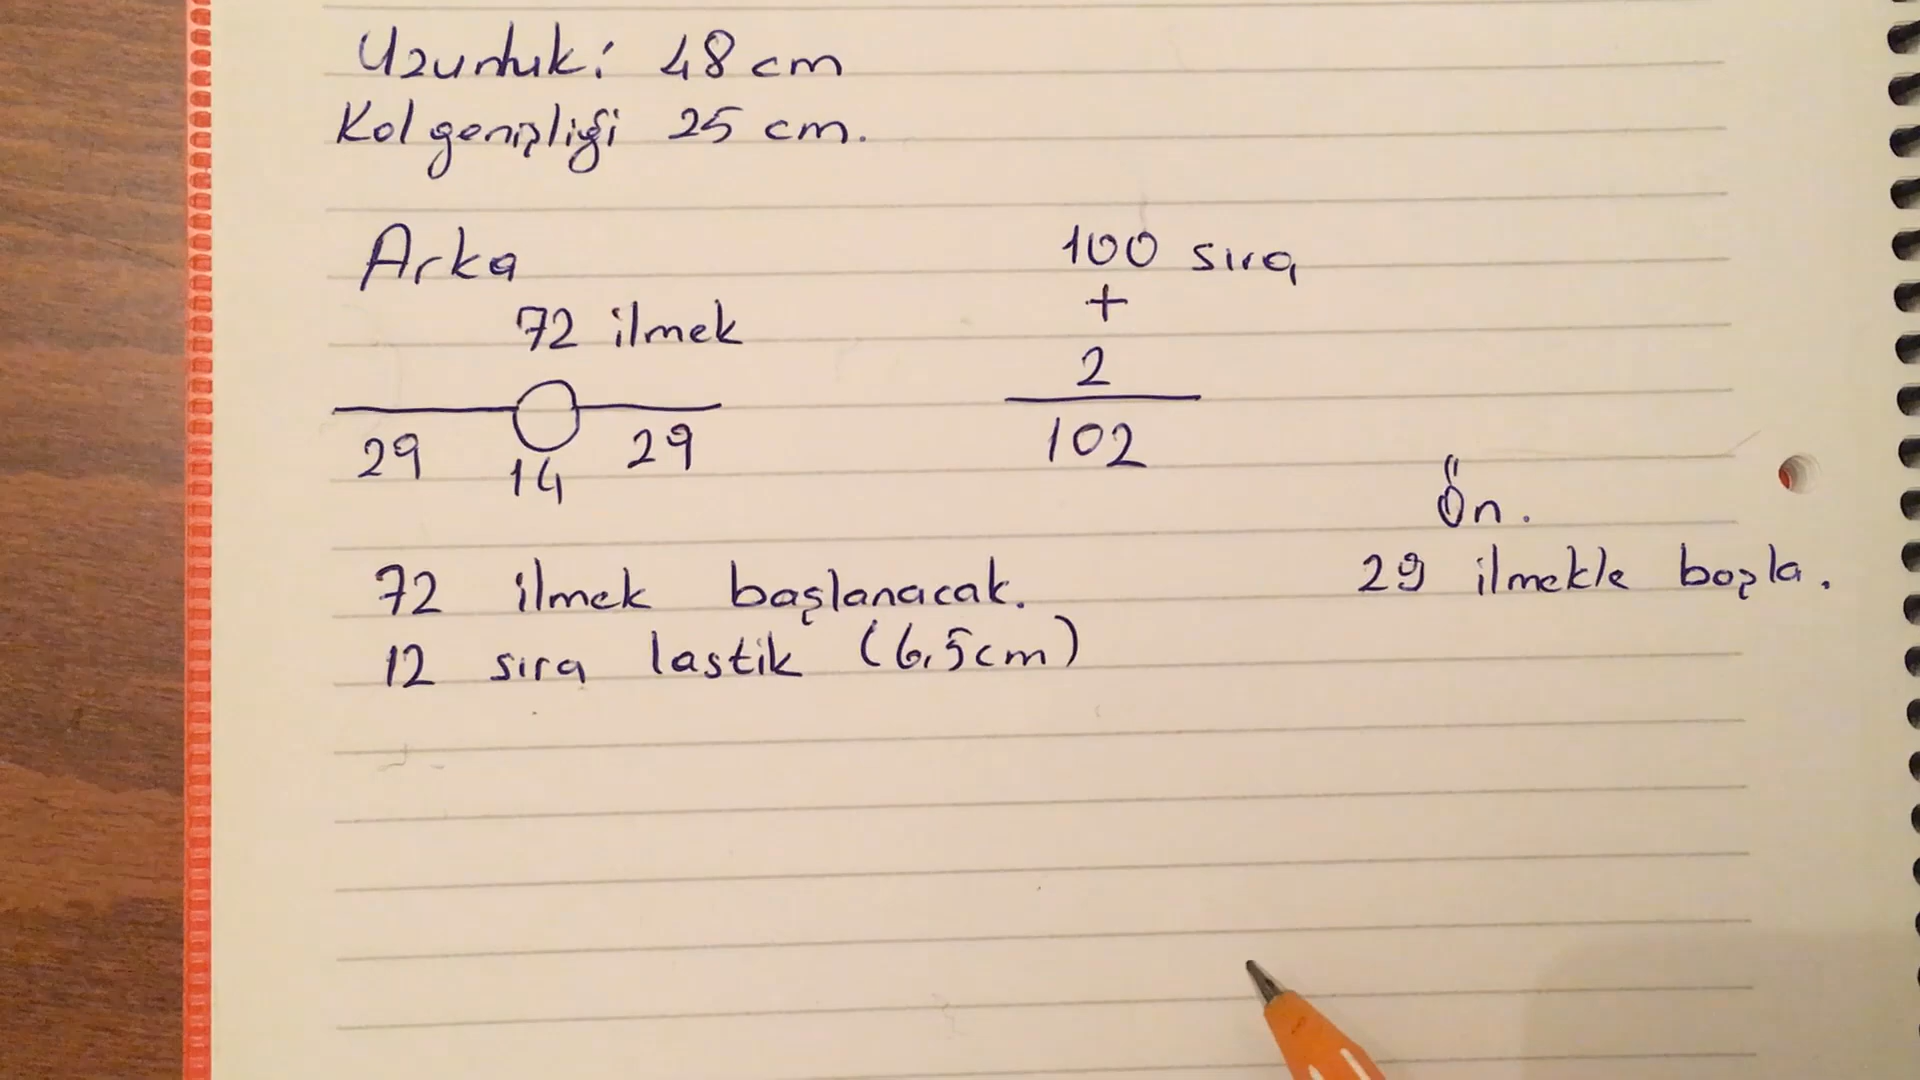 Uzunluk: 48 cm
Kol genişliği 25 cm.
Arka
72 ilmek
29 14 29
100 sıra
+
2
102
72 ilmek başlanacak.
12 sıra lastik (6,5cm)
Ön.
29 ilmekle başla.